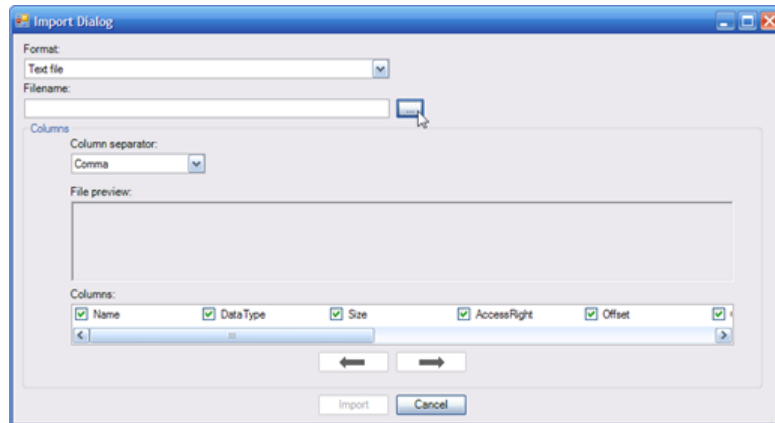 Import Dialog
Format:
Text file
Filename:
...
Columns
Column separator:
Comma
File preview:
Columns:
Name DataType Size AccessRight Offset
Import Cancel